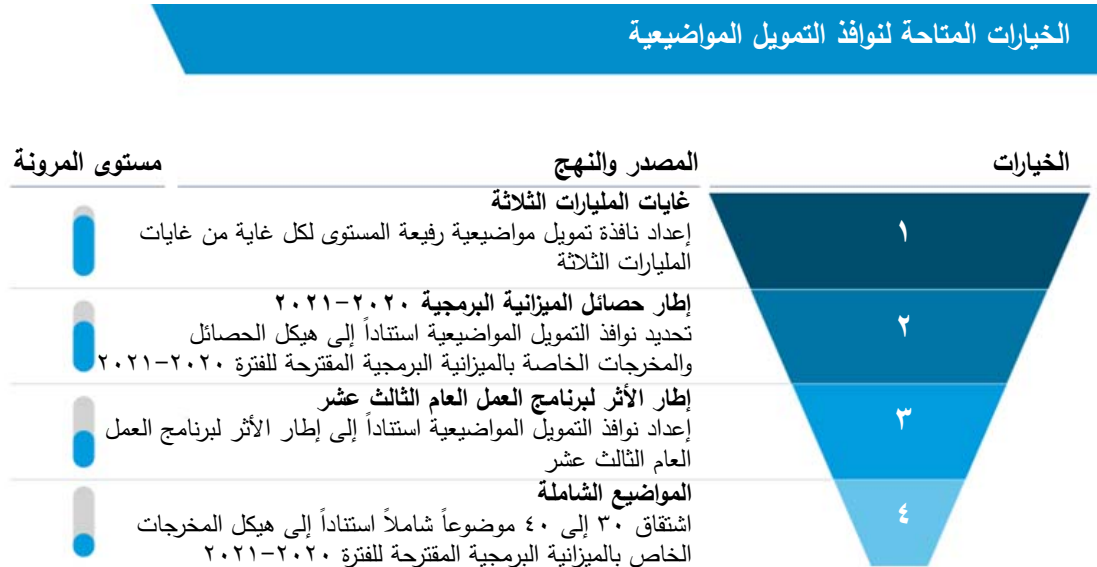 الخيارات المتاحة لنوافذ التمويل المواضيعية
الخيارات
المصدر والنهج
مستوى المرونة
١
غايات المليارات الثلاثة
إعداد نافذة تمويل مواضيعية رفيعة المستوى لكل غاية من غايات
المليارات الثلاثة
٢
إطار حصائل الميزانية البرمجية ٢٠٢٠-٢٠٢١
تحديد نوافذ التمويل المواضيعية استناداً إلى هيكل الحصائل
والمخرجات الخاصة بالميزانية البرمجية المقترحة للفترة ٢٠٢٠-٢٠٢١
٣
إطار الأثر لبرنامج العمل العام الثالث عشر
إعداد نوافذ التمويل المواضيعية استناداً إلى إطار الأثر لبرنامج العمل
العام الثالث عشر
٤
المواضيع الشاملة
اشتقاق ٣٠ إلى ٤٠ موضوعاً شاملاً استناداً إلى هيكل المخرجات
الخاص بالميزانية البرمجية المقترحة للفترة ٢٠٢٠-٢٠٢١